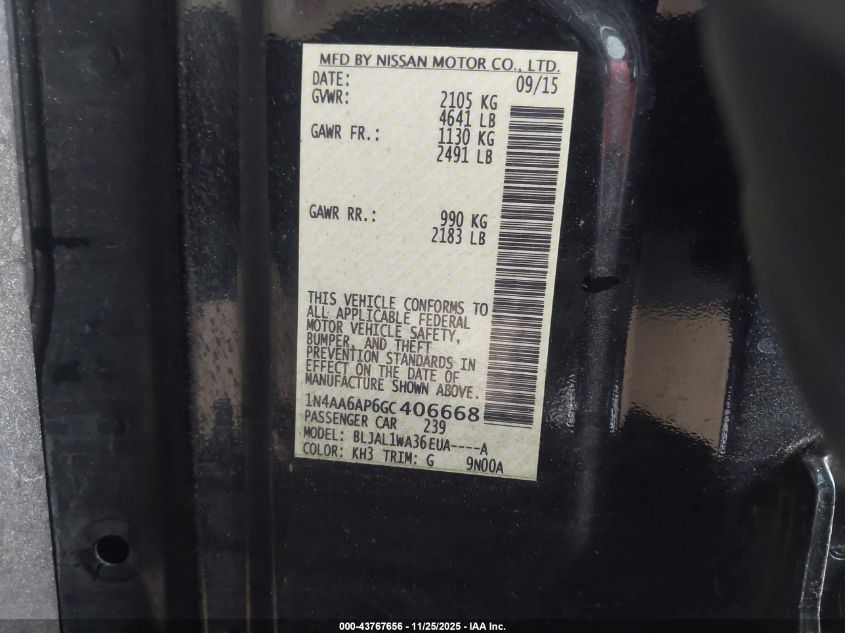 MFD BY NISSAN MOTOR CO., LTD.
DATE: 09/15
GVWR: 2105 KG
4641 LB
GAWR FR.: 1130 KG
2491 LB
GAWR RR.: 990 KG
2183 LB
THIS VEHICLE CONFORMS TO
ALL APPLICABLE FEDERAL
MOTOR VEHICLE SAFETY,
BUMPER, AND THEFT
PREVENTION STANDARDS IN
EFFECT ON THE DATE OF
MANUFACTURE SHOWN ABOVE.
1N4AA6AP6GC406668
PASSENGER CAR 239
MODEL: BLJAL1WA36EUA----A
COLOR: KH3 TRIM: G 9N00A
000-43767656 - 11/25/2025 - IAA Inc.